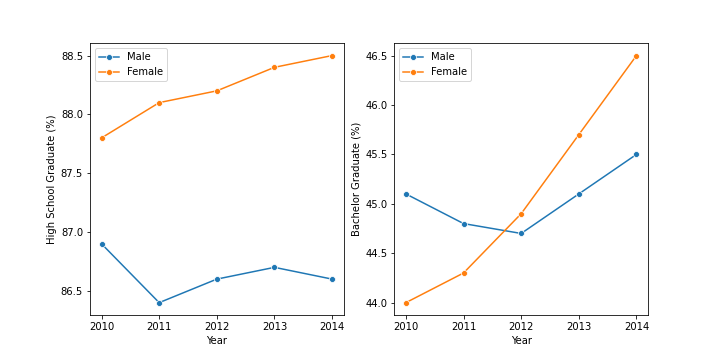 Male
Female
High School Graduate (%)
88.5
88.0
87.5
87.0
86.5
2010 2011 2012 2013 2014
Year
Male
Female
Bachelor Graduate (%)
46.5
46.0
45.5
45.0
44.5
44.0
2010 2011 2012 2013 2014
Year